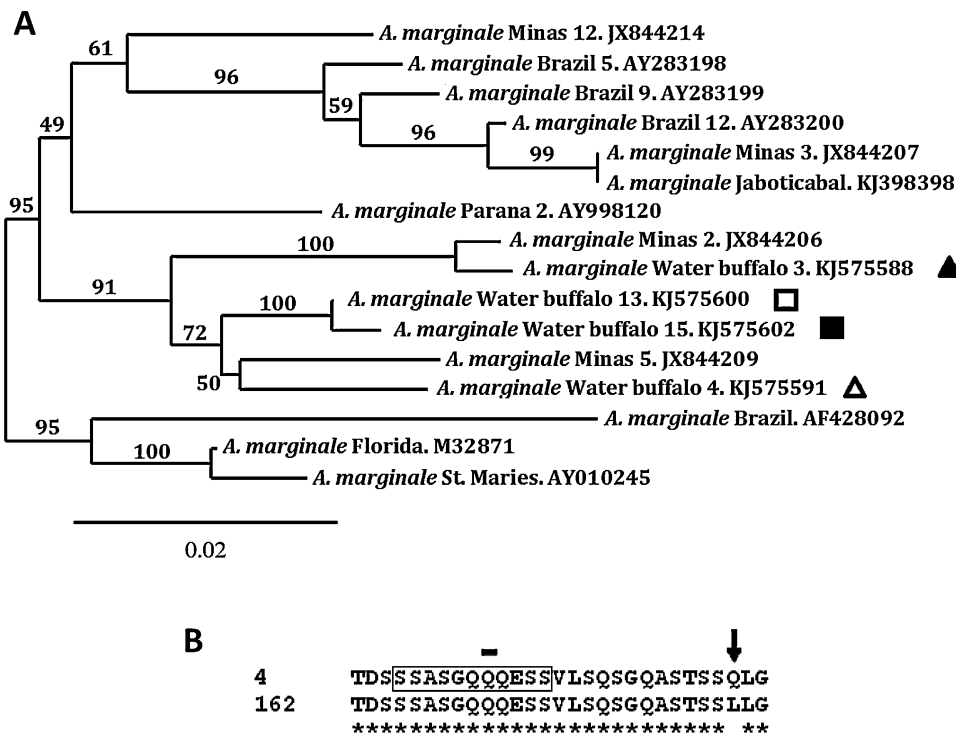 A
A. marginale Minas 12. JX844214
61
A. marginale Brazil 5. AY283198
96
A. marginale Brazil 9. AY283199
59
A. marginale Brazil 12. AY283200
49
96
A. marginale Minas 3. JX844207
99
A. marginale Jaboticabal. KJ398398
95
A. marginale Parana 2. AY998120
A. marginale Minas 2. JX844206
100
A. marginale Water buffalo 3. KJ575588
91
A. marginale Water buffalo 13. KJ575600
100
A. marginale Water buffalo 15. KJ575602
72
A. marginale Minas 5. JX844209
50
A. marginale Water buffalo 4. KJ575591
A. marginale Brazil. AF428092
95
A. marginale Florida. M32871
100
A. marginale St. Maries. AY010245
0.02
B
4 TDSSSASGQQQESSVLSQSGQASTSSQLG
162 TDSSSASGQQQESSVLSQSGQASTSSLLG
************************** **